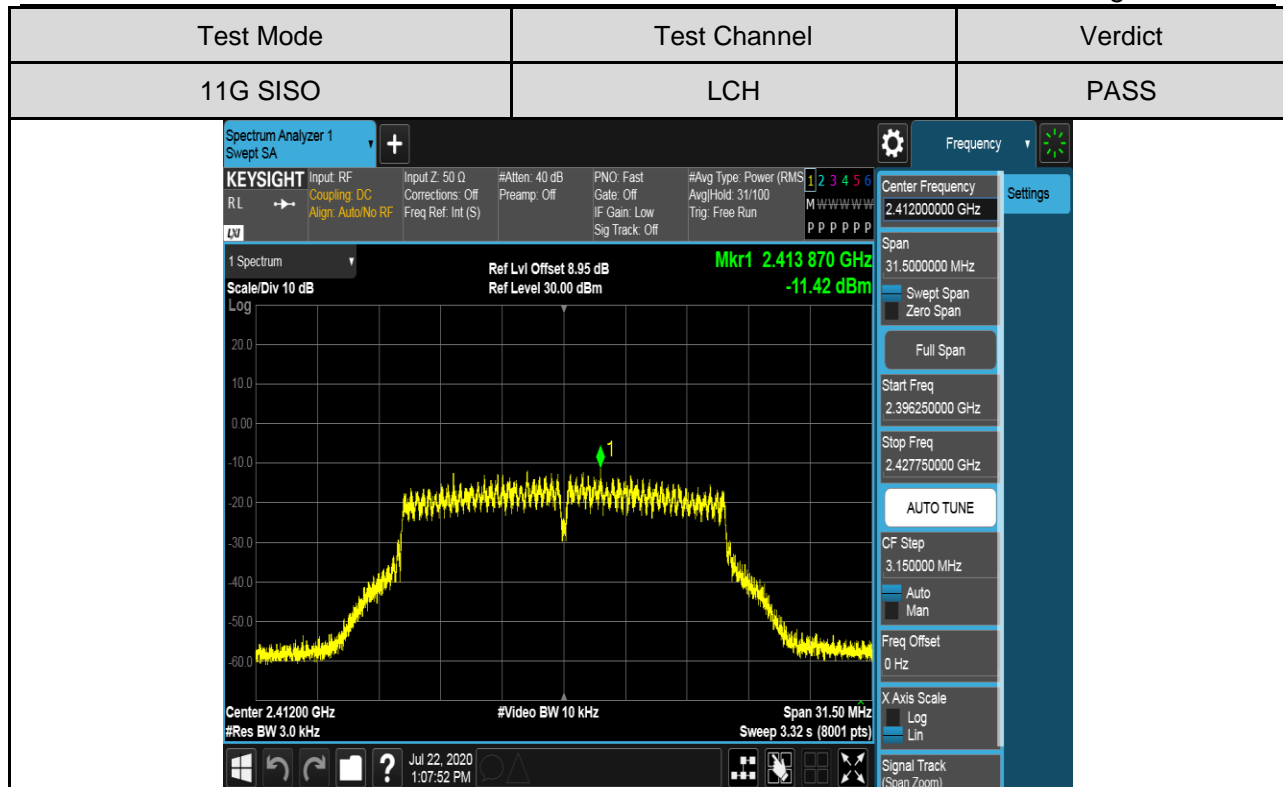 Test Mode Test Channel Verdict
11G SISO LCH PASS
Spectrum Analyzer 1
Swept SA
+
Frequency
KEYSIGHT Input: RF Input Z: 50 Ω #Atten: 40 dB PNO: Fast #Avg Type: Power (RMS 1 2 3 4 5 6
RL Coupling: DC Corrections: Off Preamp: Off Gate: Off Avg|Hold: 31/100 M W W W W W
Align: Auto/No RF Freq Ref: Int (S) IF Gain: Low Trig: Free Run
LXI Sig Track: Off P P P P P P
Center Frequency
2.412000000 GHz
Settings
1 Spectrum
Ref Lvl Offset 8.95 dB Mkr1 2.413 870 GHz
Scale/Div 10 dB Ref Level 30.00 dBm -11.42 dBm
Log
20.0
10.0
0.00
-10.0
-20.0
-30.0
-40.0
-50.0
-60.0
1
Center 2.41200 GHz #Video BW 10 kHz Span 31.50 MHz
#Res BW 3.0 kHz Sweep 3.32 s (8001 pts)
Span
31.5000000 MHz
Swept Span
Zero Span
Full Span
Start Freq
2.396250000 GHz
Stop Freq
2.427750000 GHz
AUTO TUNE
CF Step
3.150000 MHz
Auto
Man
Freq Offset
0 Hz
X Axis Scale
Log
Lin
Signal Track
(Span Zoom)
? Jul 22, 2020
1:07:52 PM